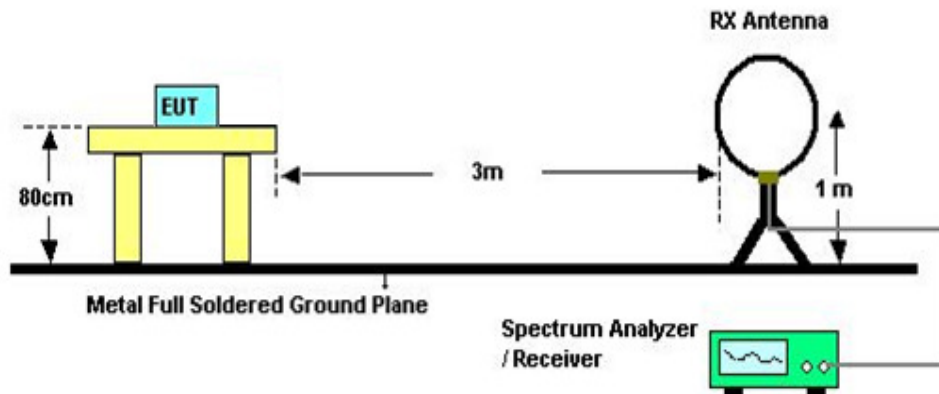 RX Antenna
EUT
80cm
3m
1 m
Metal Full Soldered Ground Plane
Spectrum Analyzer
/ Receiver